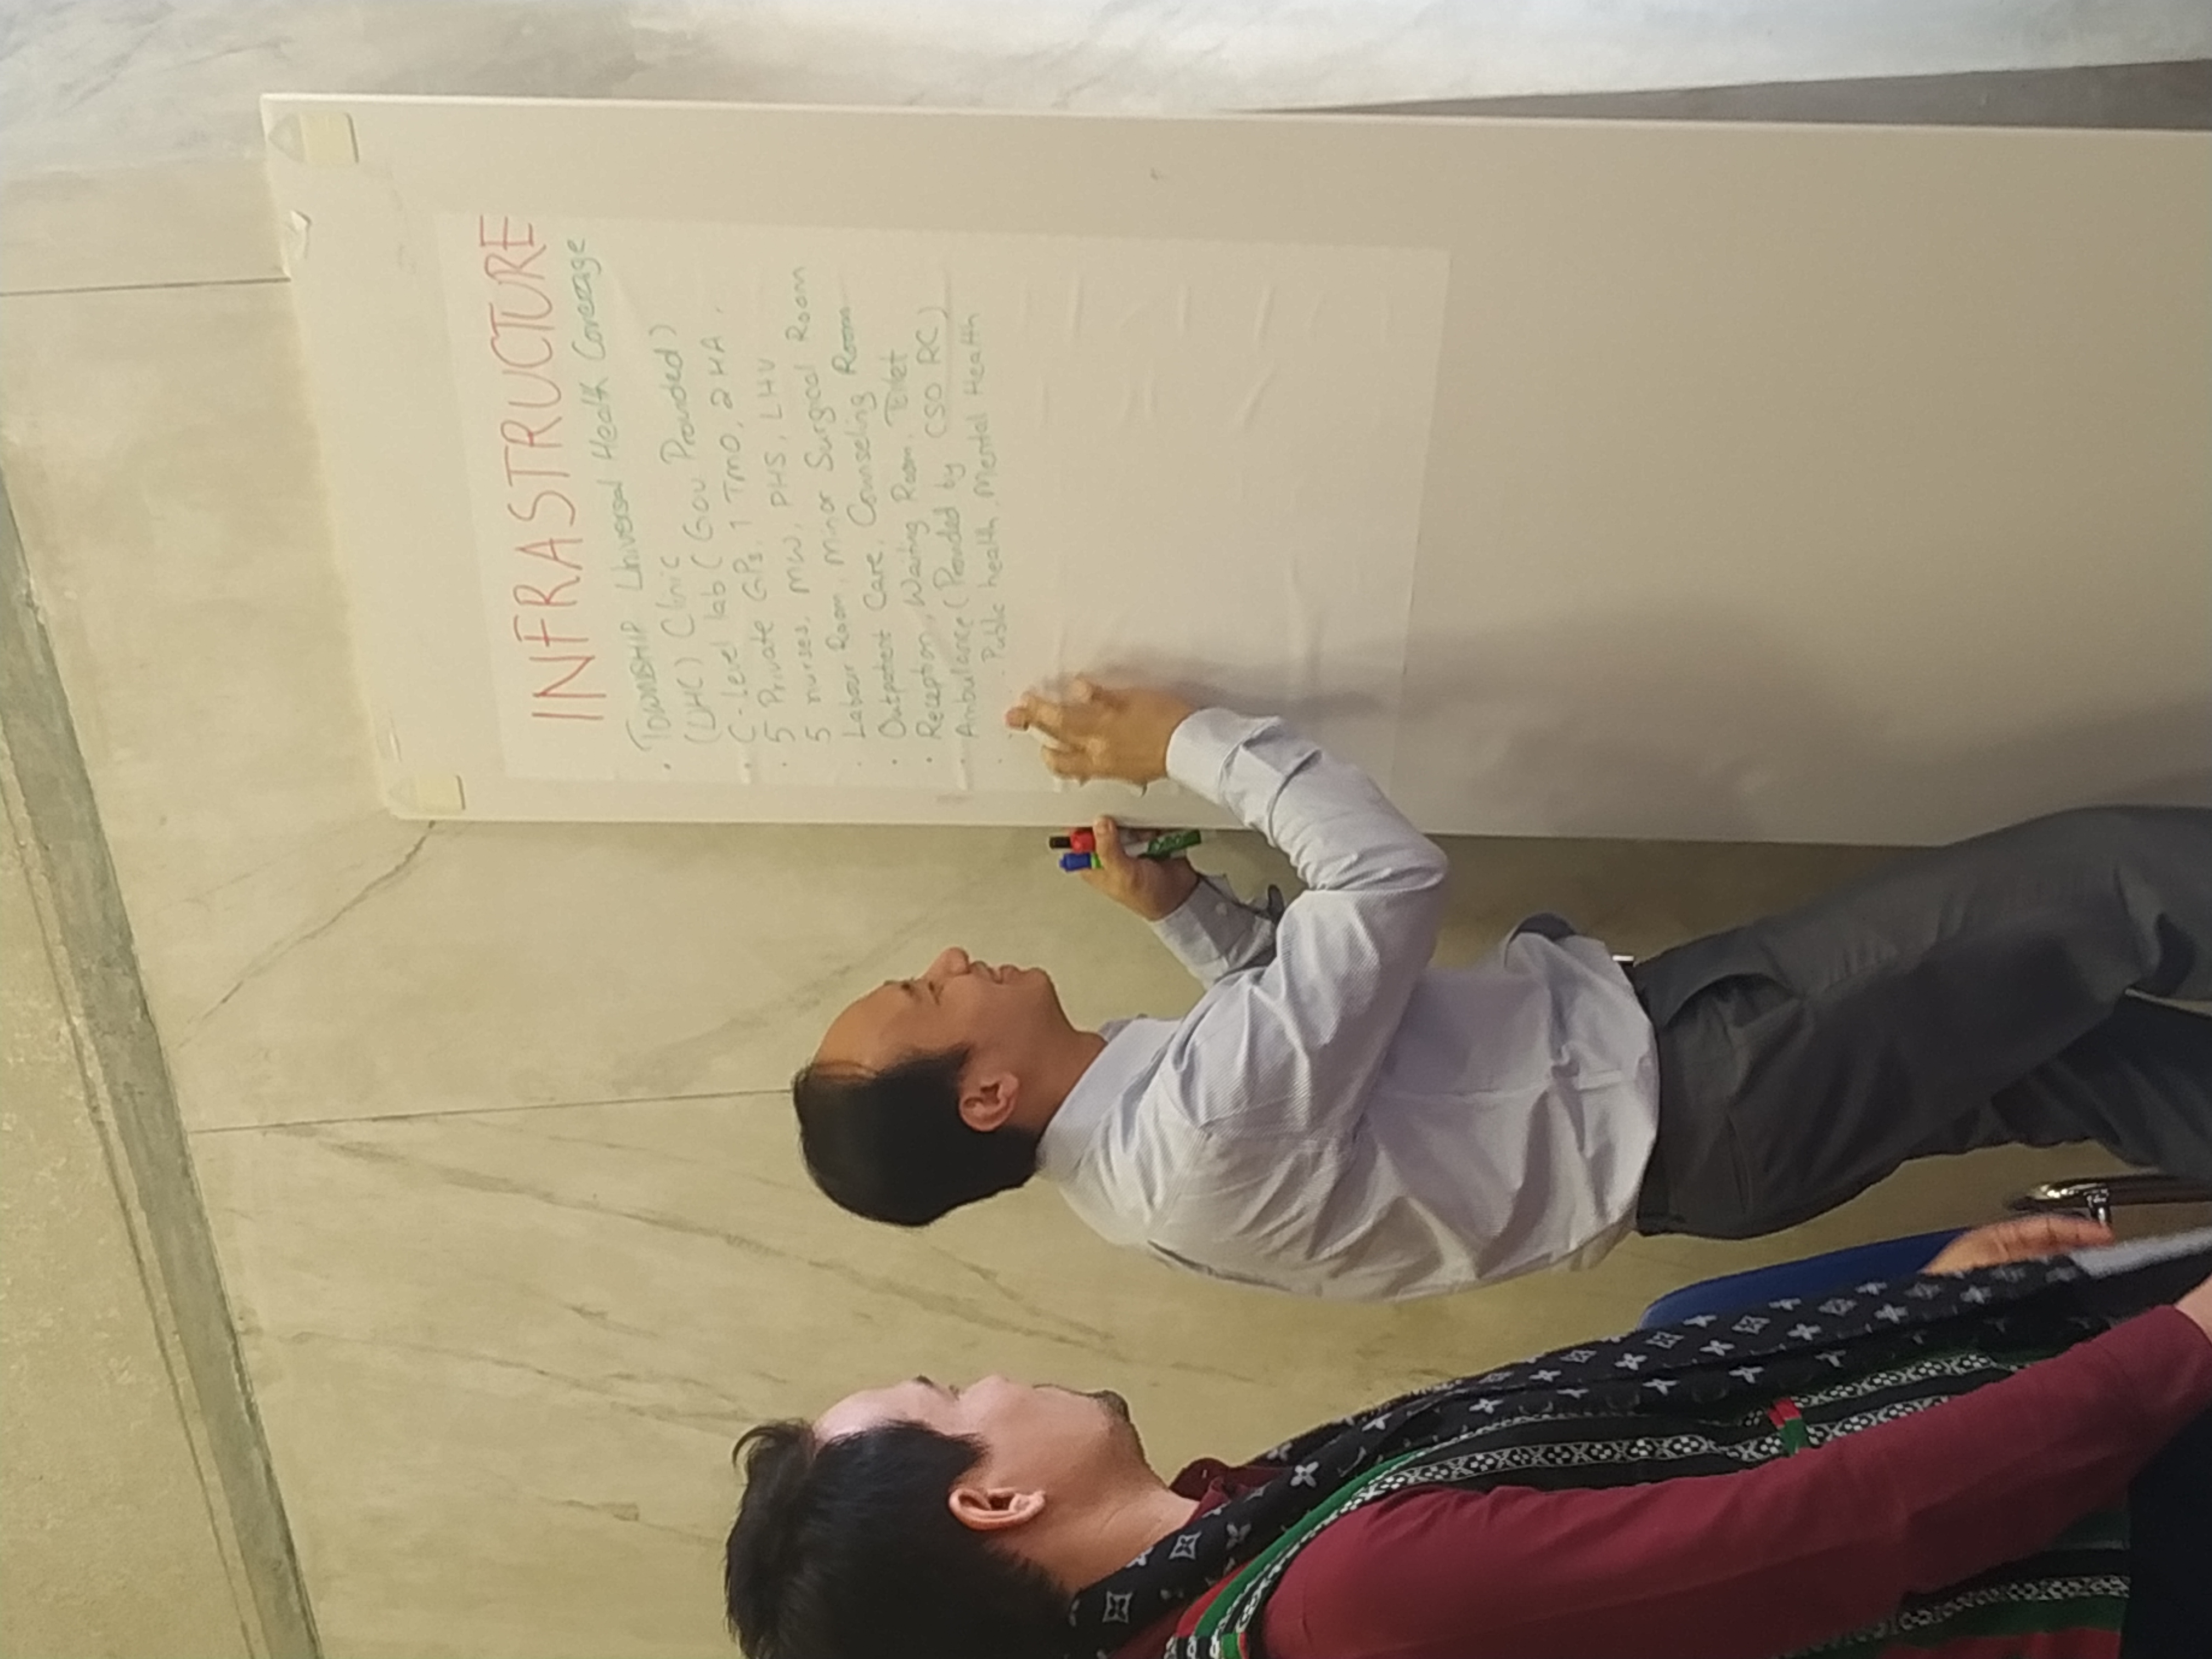 INFRASTRUCTURE
• TOWNSHIP Universal Health Coverage
(UHC) Clinic
• C-Level lab (Gov Provided)
• 5 Private GPs, 1 TMO, 2 HA,
5 nurses, MW, PHS, LHV
• Labour Room, Minor Surgical Room
• Outpatient Care, Counseling Room
• Reception, Waiting Room, Toilet
• Ambulance (Provided by CSO RC)
• Public health, Mental Health